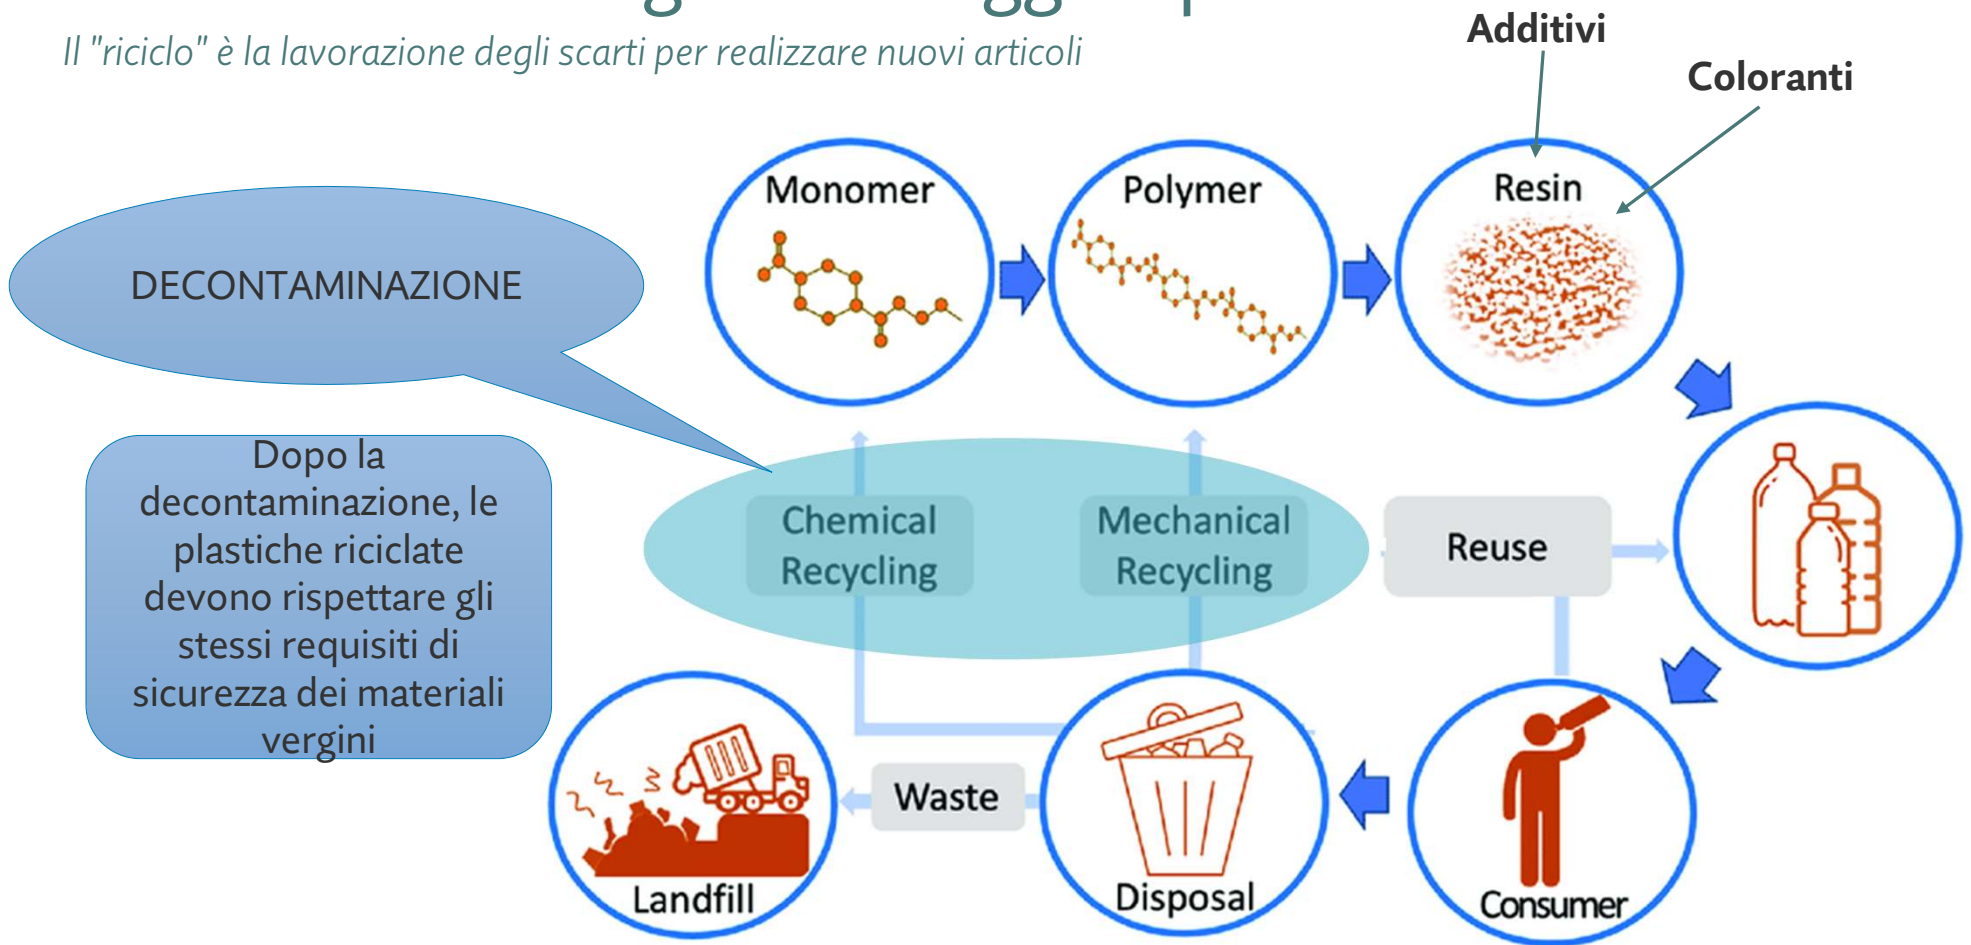 Il "riciclo" è la lavorazione degli scarti per realizzare nuovi articoli
Additivi
Coloranti
Monomer
Polymer
Resin
DECONTAMINAZIONE
Dopo la
decontaminazione, le
plastiche riciclate
devono rispettare gli
stessi requisiti di
sicurezza dei materiali
vergini
Chemical
Recycling
Mechanical
Recycling
Reuse
Waste
Landfill
Disposal
Consumer